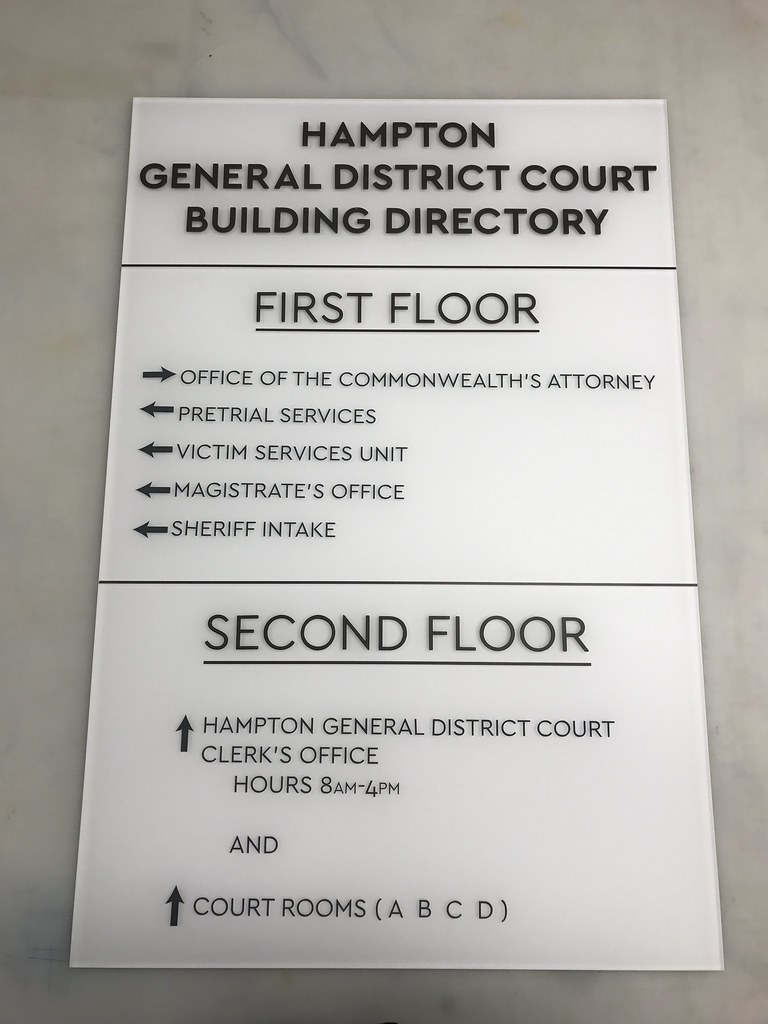 HAMPTON
GENERAL DISTRICT COURT
BUILDING DIRECTORY
FIRST FLOOR
→ OFFICE OF THE COMMONWEALTH'S ATTORNEY
← PRETRIAL SERVICES
← VICTIM SERVICES UNIT
← MAGISTRATE'S OFFICE
← SHERIFF INTAKE
SECOND FLOOR
↑ HAMPTON GENERAL DISTRICT COURT
CLERK'S OFFICE
HOURS 8AM-4PM
AND
↑ COURT ROOMS ( A B C D )